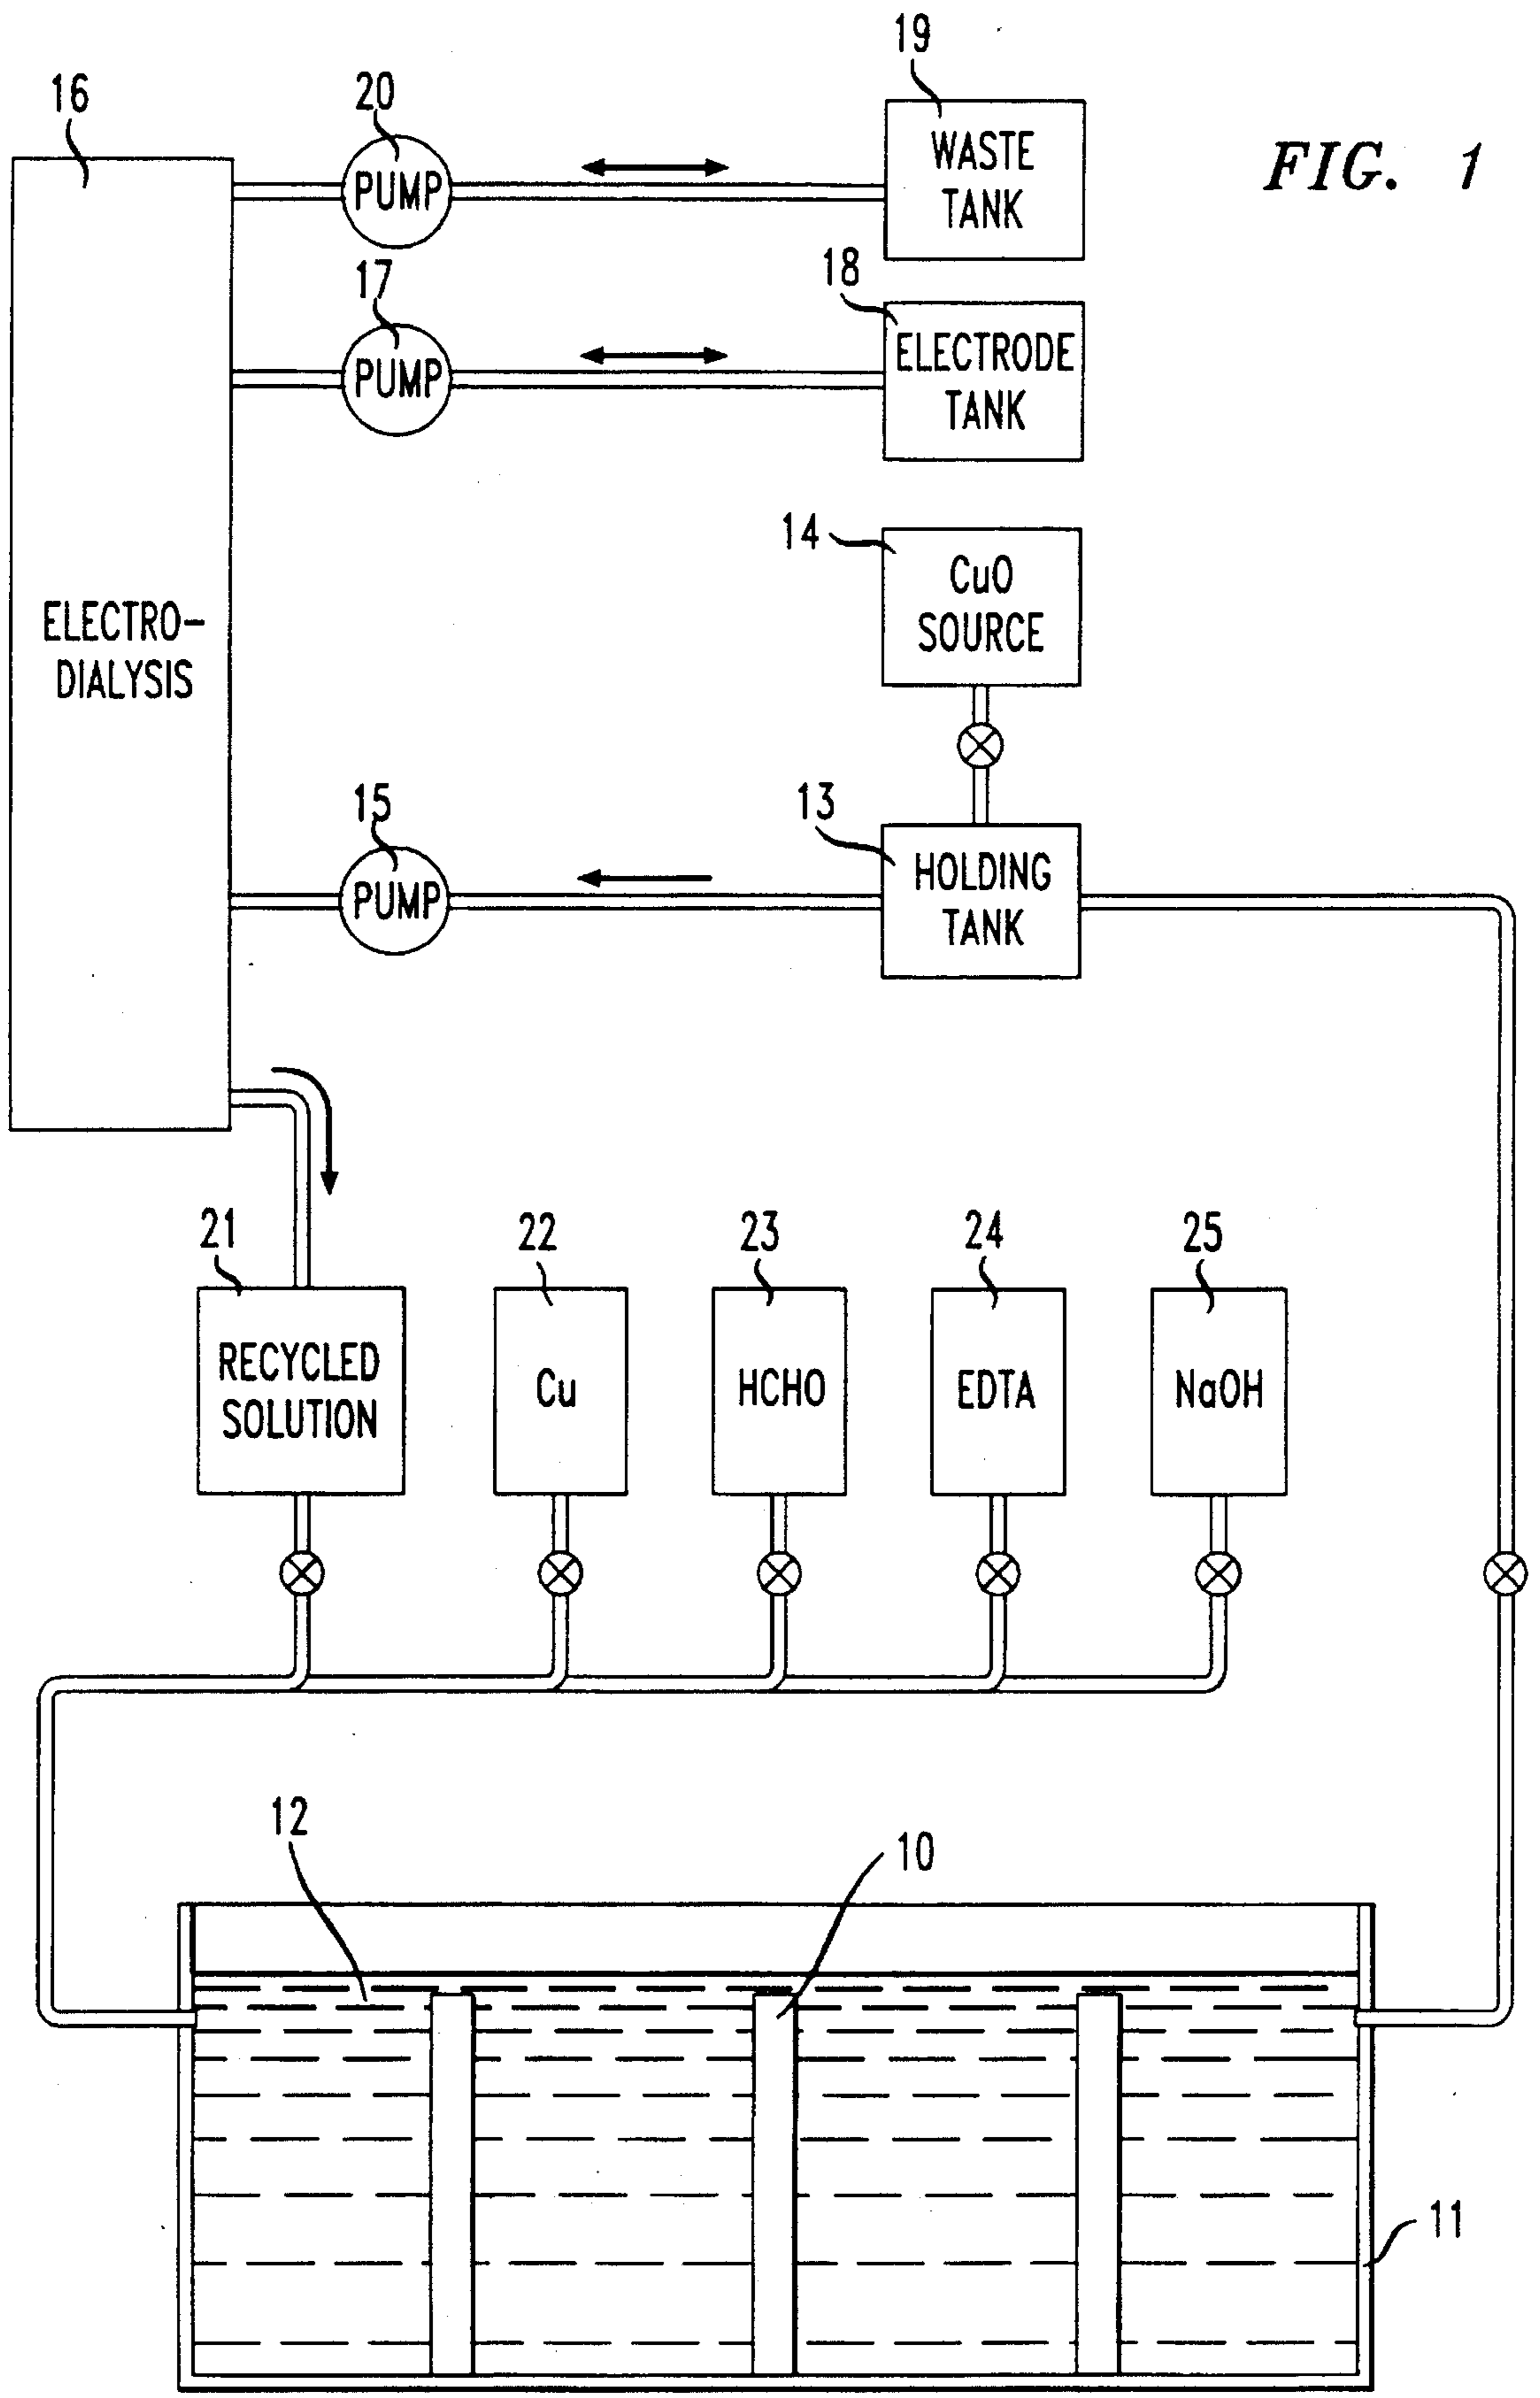 19
16
20
WASTE
TANK
PUMP
FIG. 1
17
18
PUMP
ELECTRODE
TANK
14
CuO
SOURCE
ELECTRO-
DIALYSIS
15
13
PUMP
HOLDING
TANK
21
22
23
24
25
RECYCLED
SOLUTION
Cu
HCHO
EDTA
NaOH
12
10
11